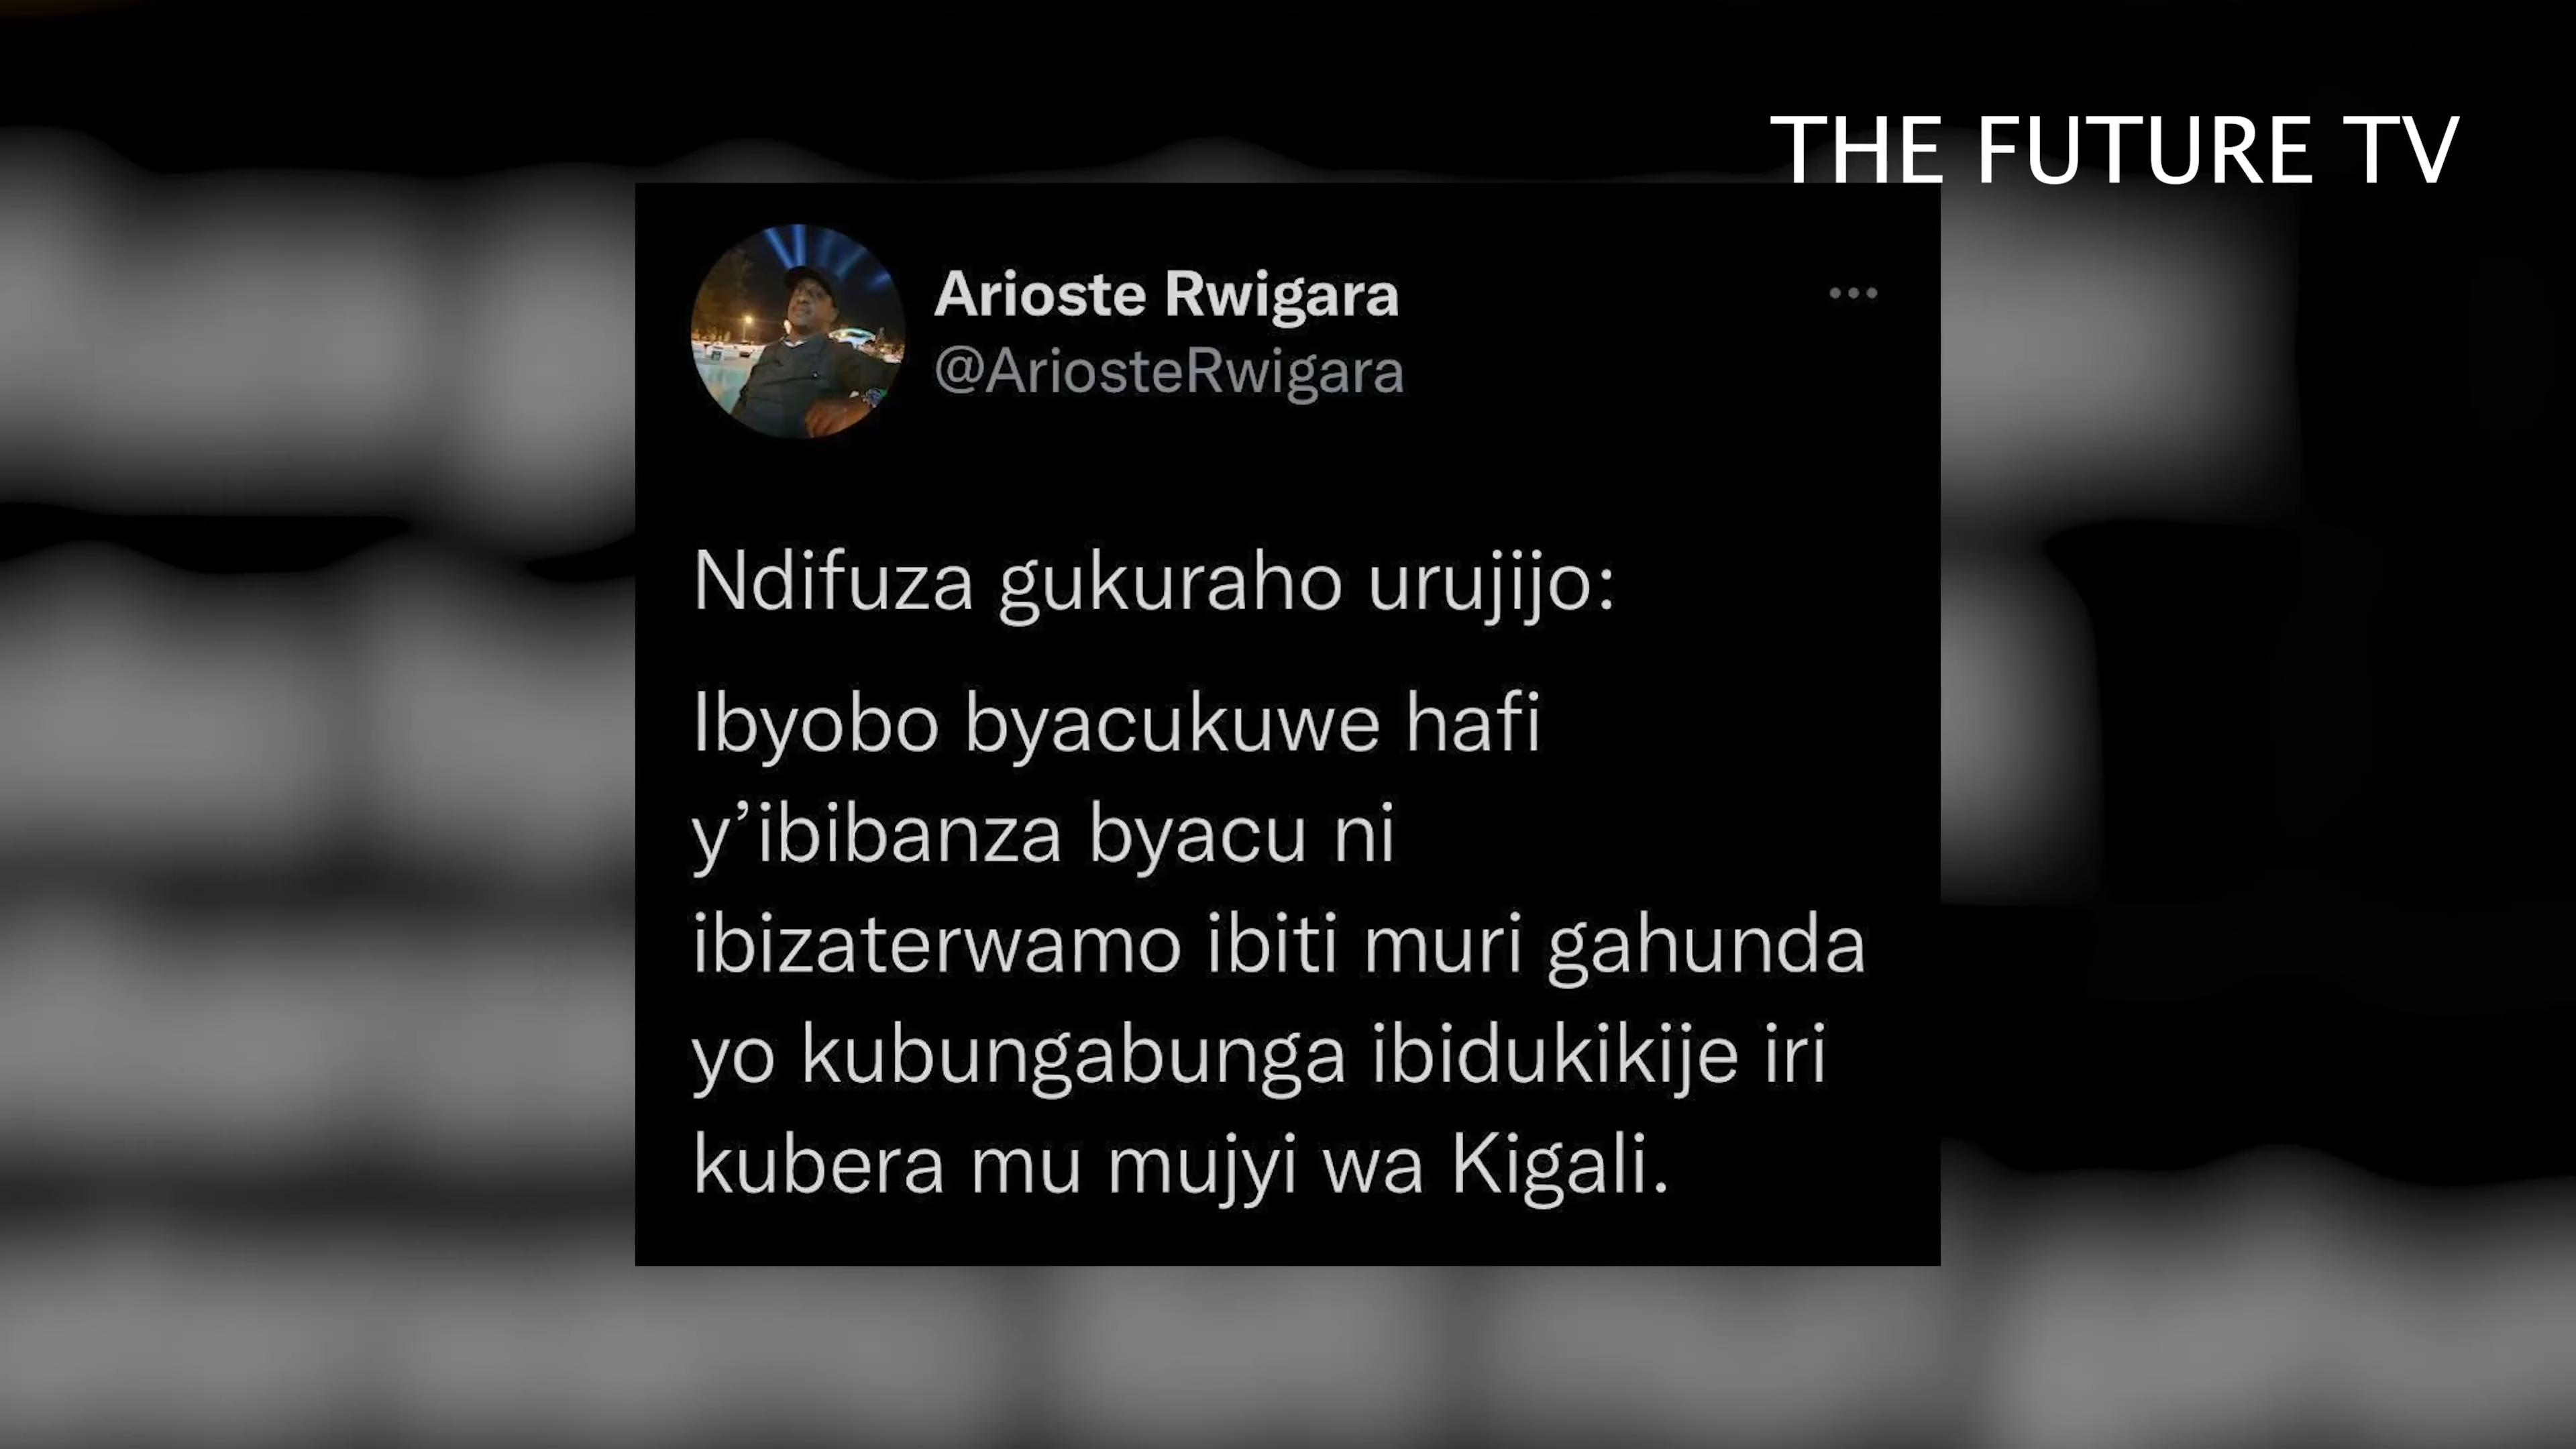 THE FUTURE TV
Arioste Rwigara
@AriosteRwigara
Ndifuza gukuraho urujijo:
Ibyobo byacukuwe hafi
y’ibibanza byacu ni
ibizaterwamo ibiti muri gahunda
yo kubungabunga ibidukikije iri
kubera mu mujyi wa Kigali.